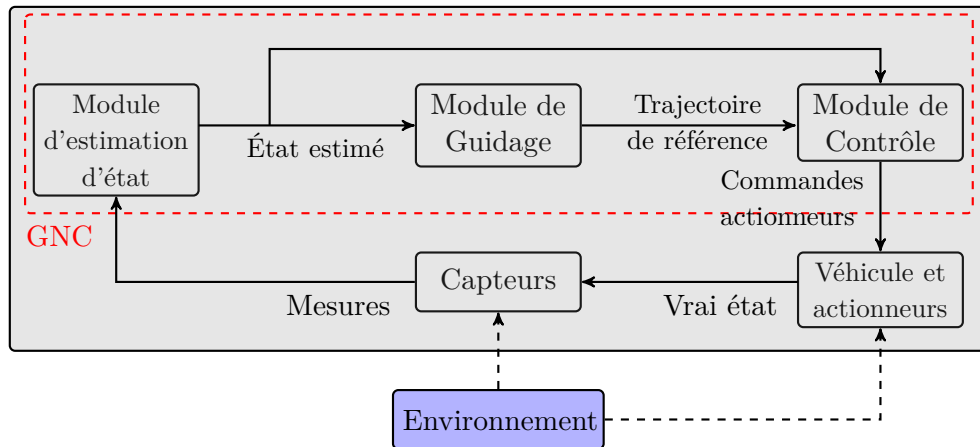 Module
d'estimation
d'état
État estimé
Module de
Guidage
Trajectoire
de référence
Module de
Contrôle
Commandes
actionneurs
GNC
Mesures
Capteurs
Vrai état
Véhicule et
actionneurs
Environnement